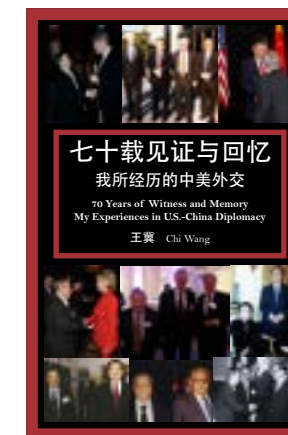 七十载见证与回忆
我所经历的中美外交
70 Years of Witness and Memory
My Experiences in U.S.-China Diplomacy
王冀 Chi Wang